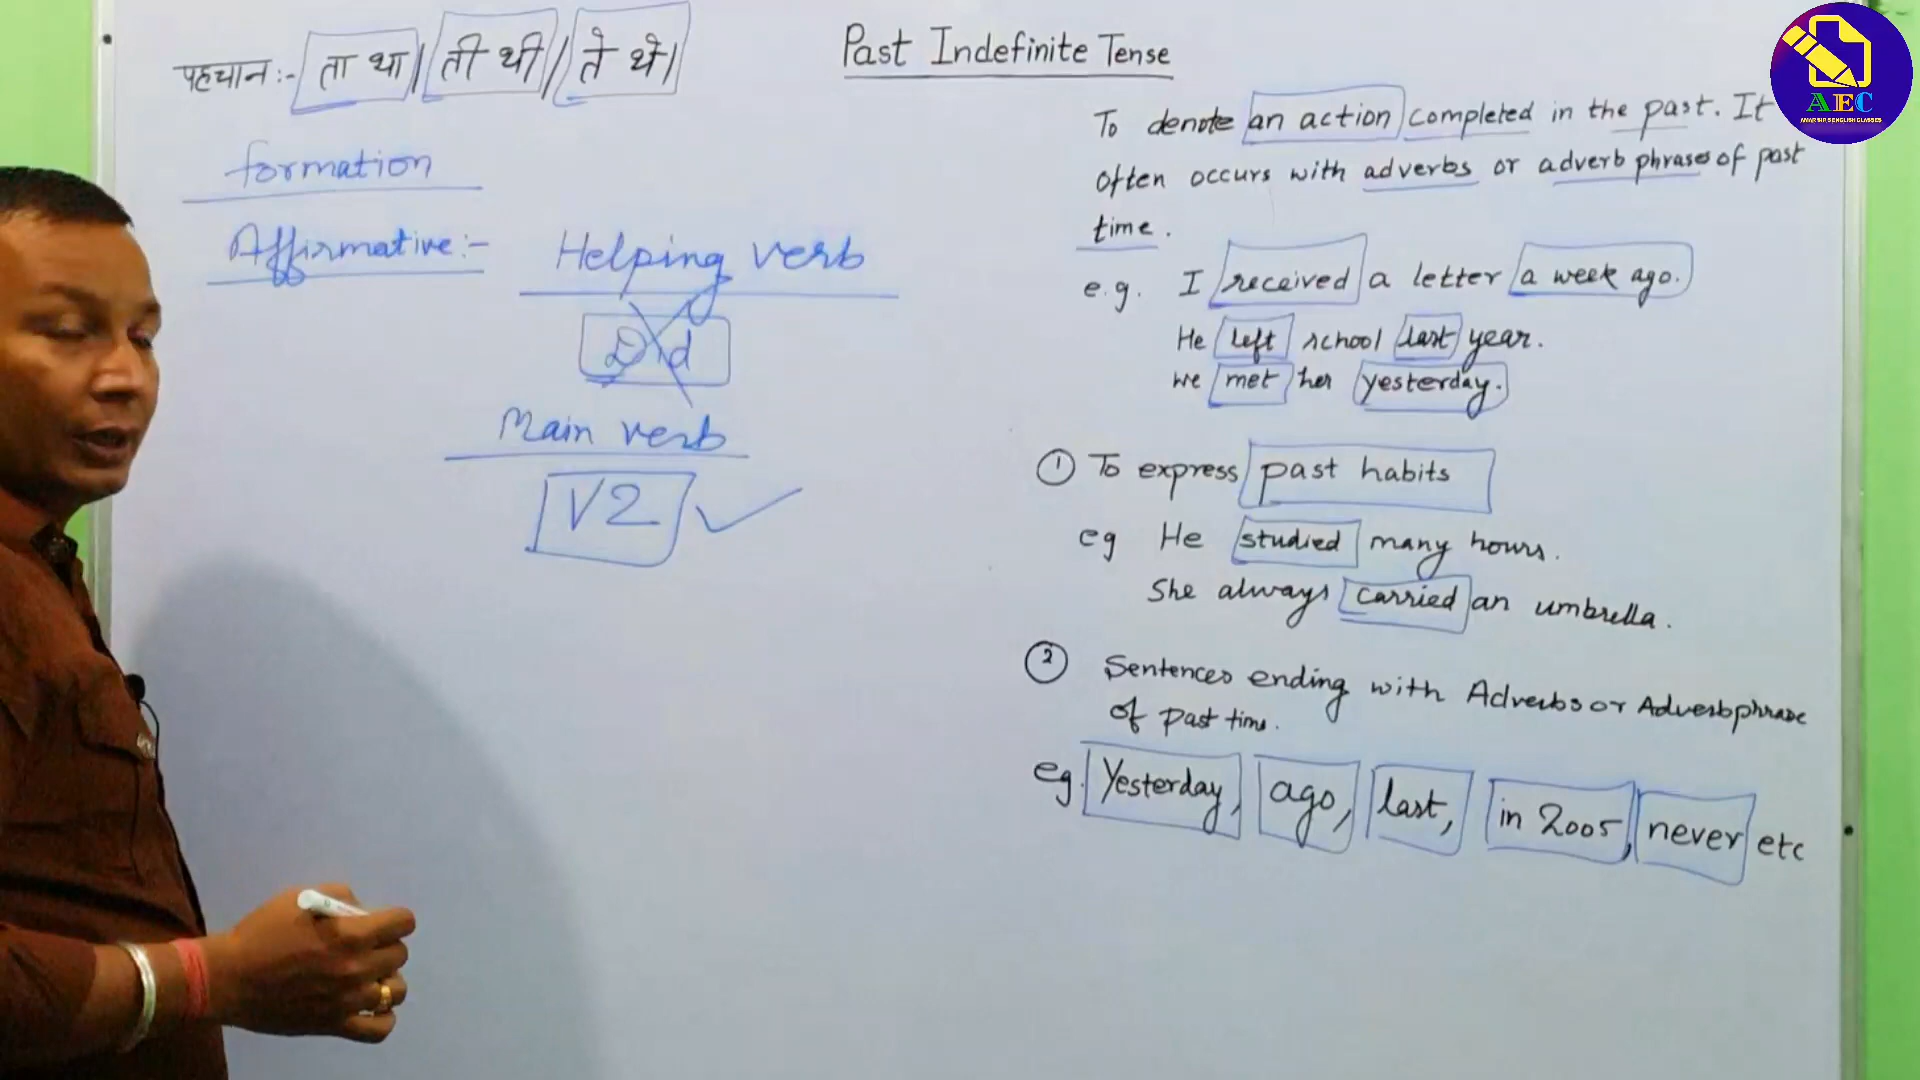 पहचान :- ता था / ती थी / ते थे।
Past Indefinite Tense
formation
Affirmative :-
Helping verb
Did
Main verb
V2
To denote an action completed in the past. It
often occurs with adverbs or adverb phrases of past
time.
e.g. I received a letter a week ago.
He left school last year.
We met her yesterday.
① To express past habits
eg He studied many hours.
She always carried an umbrella.
② Sentences ending with Adverbs or Adverb phrase
of past time.
eg. Yesterday, ago, last, in 2005, never etc
AEC